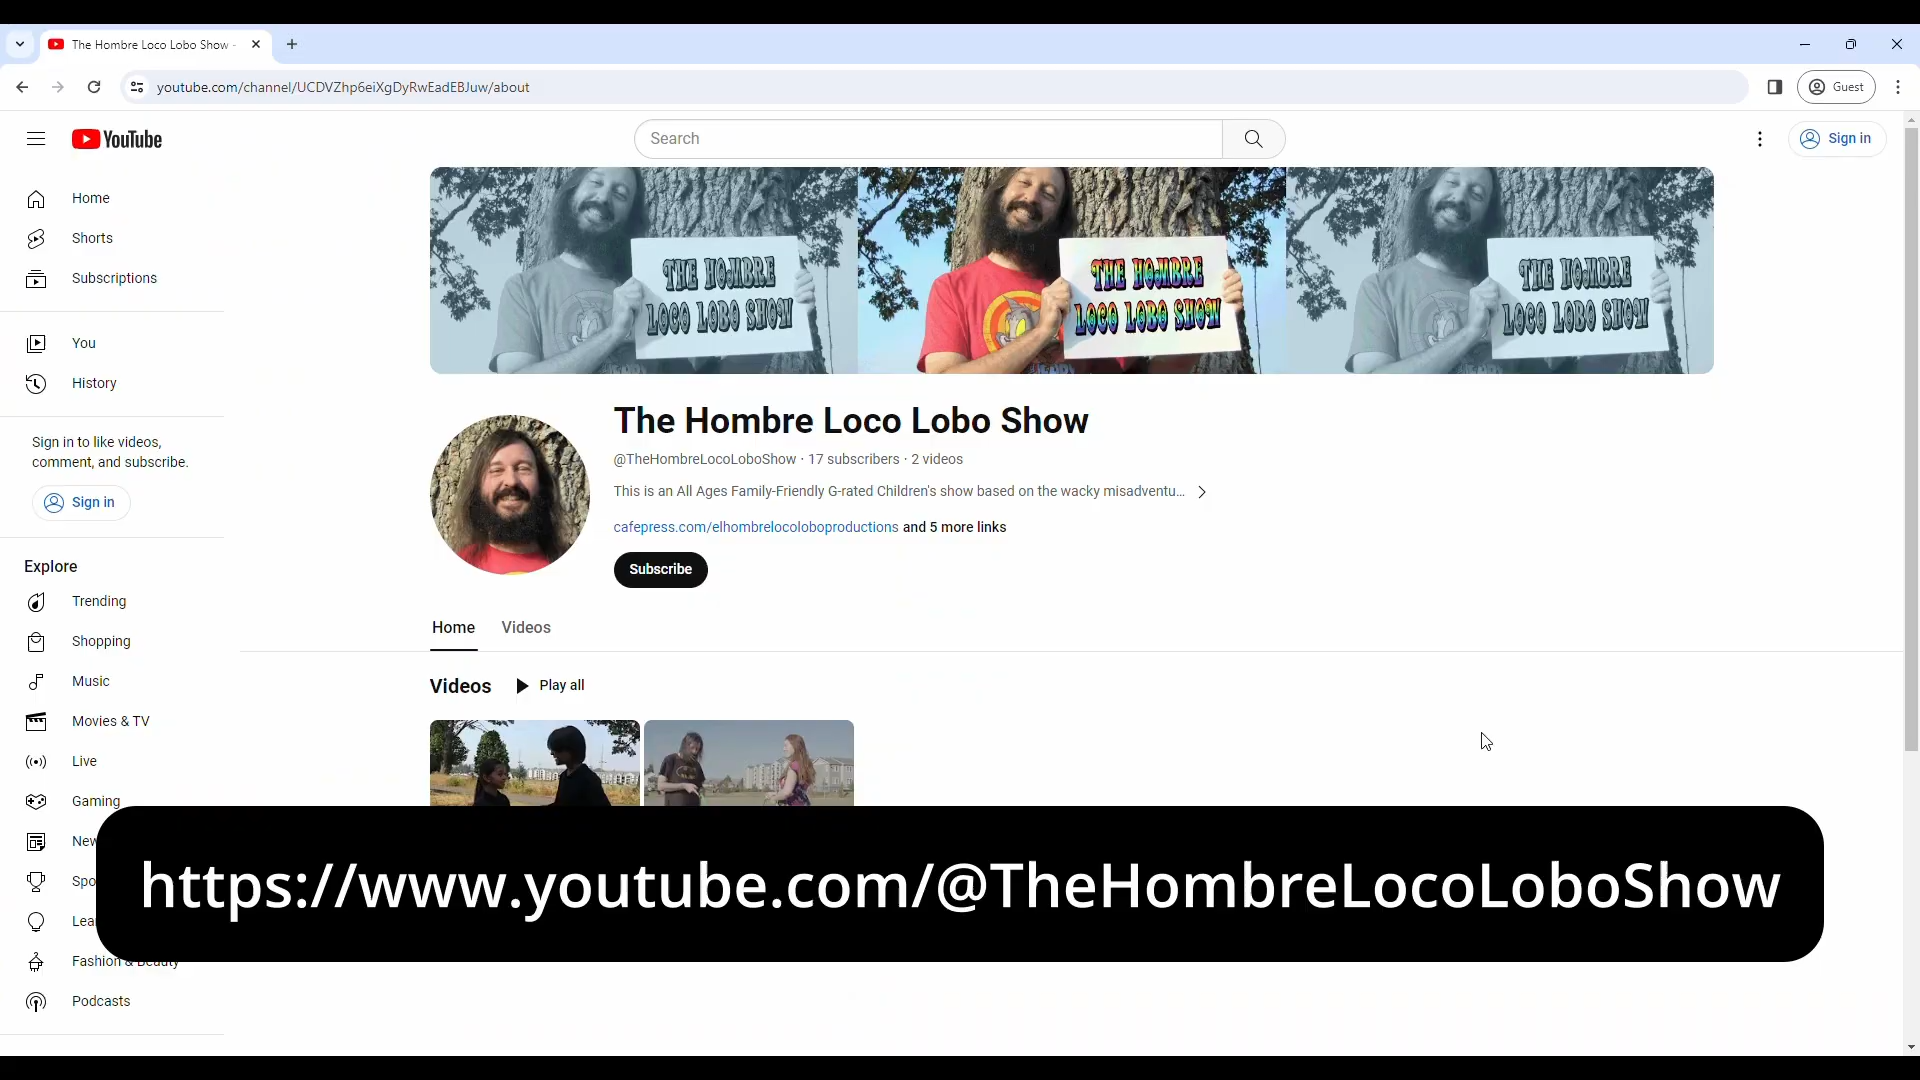 The Hombre Loco Lobo Show -
youtube.com/channel/UCDVZhp6eiXgDyRwEadEBJuw/about
Guest
YouTube
Search
Sign in
Home
Shorts
Subscriptions
You
History
Sign in to like videos,
comment, and subscribe.
Sign in
Explore
Trending
Shopping
Music
Movies & TV
Live
Gaming
New
Spo
Lea
Fashion & Beauty
Podcasts
THE HOMBRE
LOCO LOBO SHOW
THE HOMBRE
LOCO LOBO SHOW
THE HOMBRE
LOCO LOBO SHOW
The Hombre Loco Lobo Show
@TheHombreLocoLoboShow · 17 subscribers · 2 videos
This is an All Ages Family-Friendly G-rated Children's show based on the wacky misadventu...
cafepress.com/elhombrelocoloboproductions and 5 more links
Subscribe
Home Videos
Videos Play all
https://www.youtube.com/@TheHombreLocoLoboShow